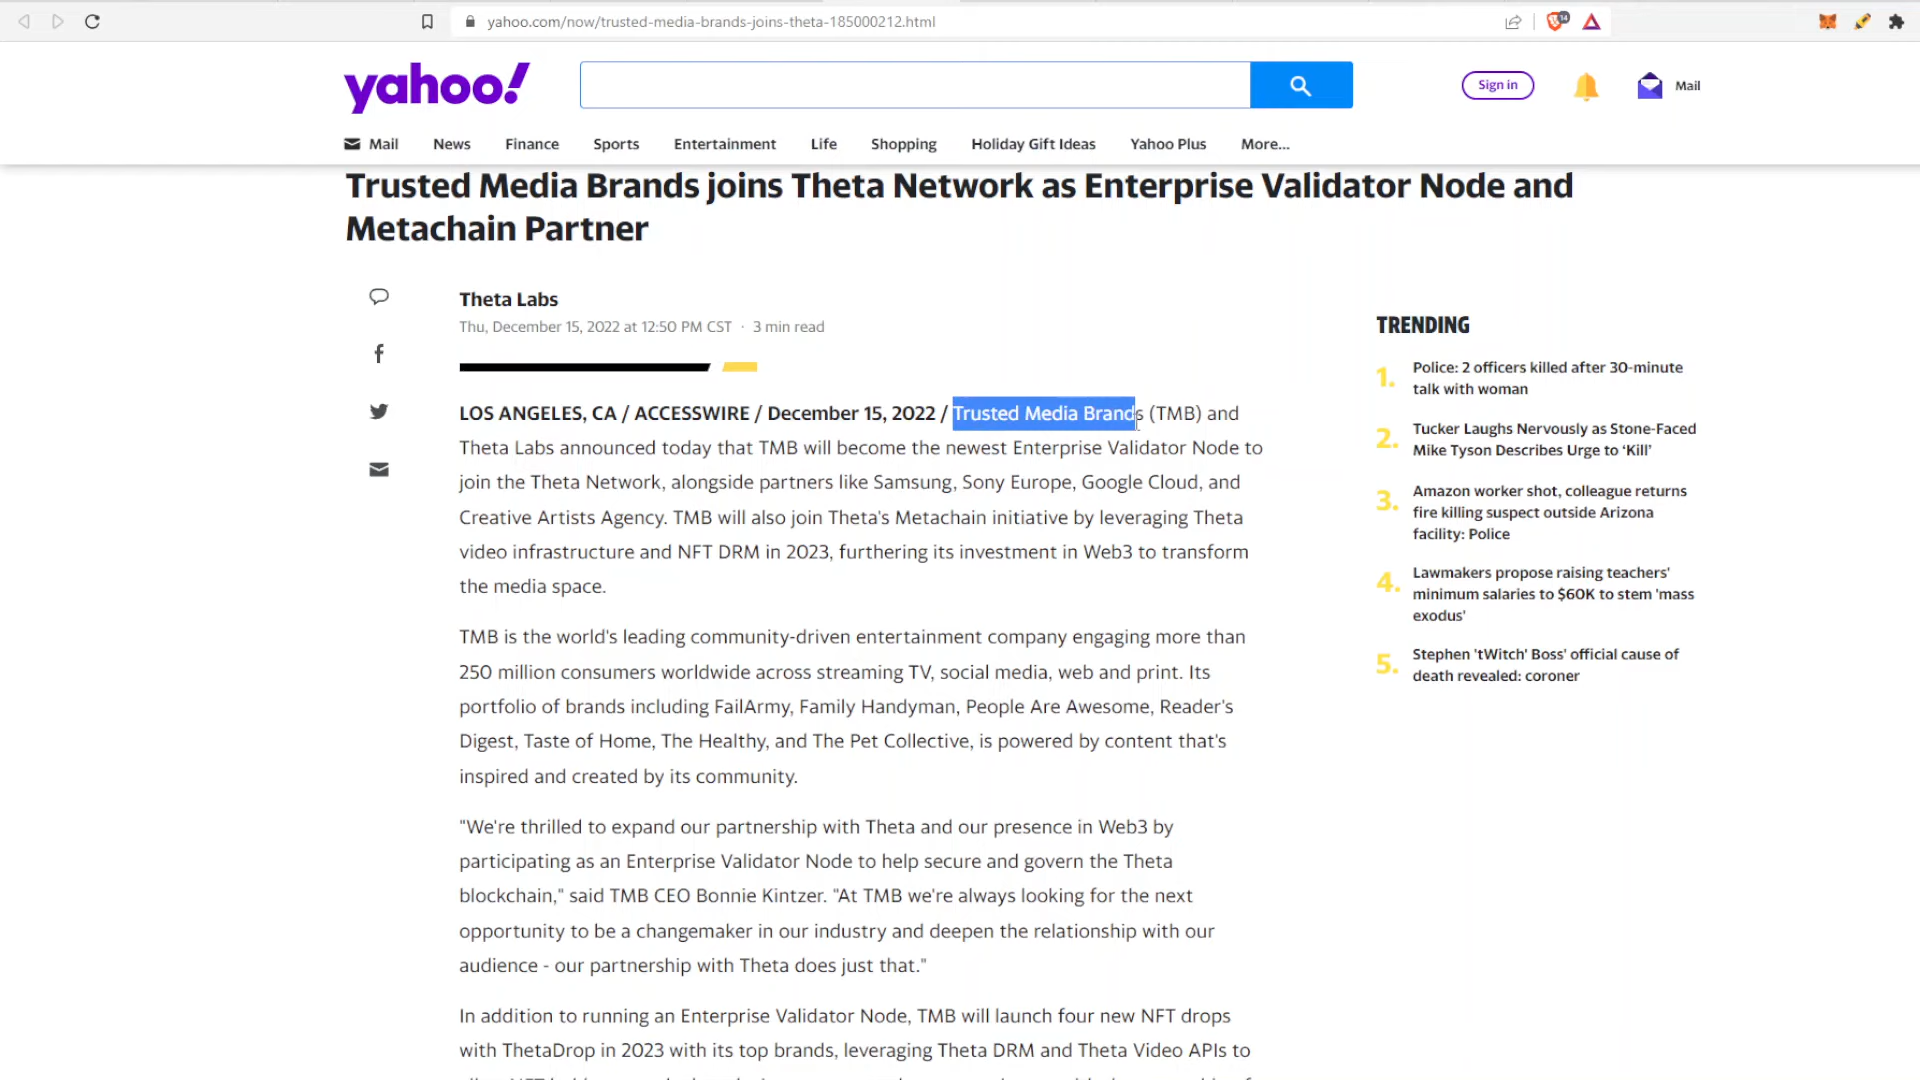 yahoo.com/now/trusted-media-brands-joins-theta-185000212.html
14
yahoo!
Sign in
Mail
Mail News Finance Sports Entertainment Life Shopping Holiday Gift Ideas Yahoo Plus More...
Trusted Media Brands joins Theta Network as Enterprise Validator Node and
Metachain Partner
Theta Labs
Thu, December 15, 2022 at 12:50 PM CST · 3 min read
LOS ANGELES, CA / ACCESSWIRE / December 15, 2022 / Trusted Media Brands (TMB) and
Theta Labs announced today that TMB will become the newest Enterprise Validator Node to
join the Theta Network, alongside partners like Samsung, Sony Europe, Google Cloud, and
Creative Artists Agency. TMB will also join Theta's Metachain initiative by leveraging Theta
video infrastructure and NFT DRM in 2023, furthering its investment in Web3 to transform
the media space.
TMB is the world's leading community-driven entertainment company engaging more than
250 million consumers worldwide across streaming TV, social media, web and print. Its
portfolio of brands including FailArmy, Family Handyman, People Are Awesome, Reader's
Digest, Taste of Home, The Healthy, and The Pet Collective, is powered by content that's
inspired and created by its community.
"We're thrilled to expand our partnership with Theta and our presence in Web3 by
participating as an Enterprise Validator Node to help secure and govern the Theta
blockchain," said TMB CEO Bonnie Kintzer. "At TMB we're always looking for the next
opportunity to be a changemaker in our industry and deepen the relationship with our
audience - our partnership with Theta does just that."
In addition to running an Enterprise Validator Node, TMB will launch four new NFT drops
with ThetaDrop in 2023 with its top brands, leveraging Theta DRM and Theta Video APIs to
TRENDING
1. Police: 2 officers killed after 30-minute
talk with woman
2. Tucker Laughs Nervously as Stone-Faced
Mike Tyson Describes Urge to ‘Kill’
3. Amazon worker shot, colleague returns
fire killing suspect outside Arizona
facility: Police
4. Lawmakers propose raising teachers'
minimum salaries to $60K to stem 'mass
exodus'
5. Stephen 'tWitch' Boss' official cause of
death revealed: coroner